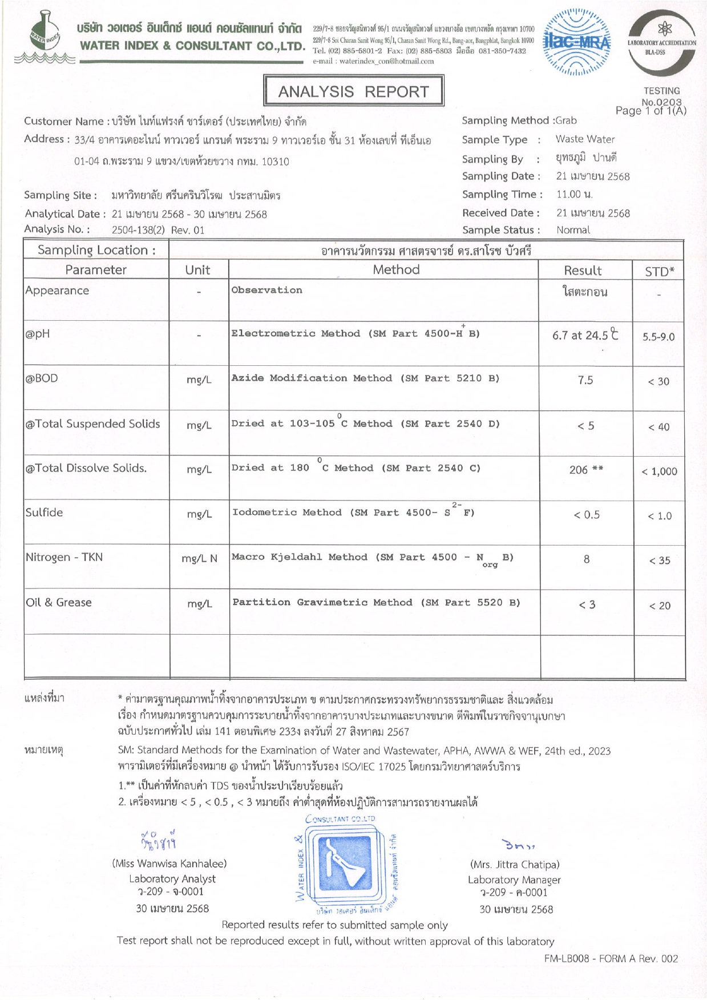 WATER INDEX
บริษัท วอเตอร์ อินเด็กซ์ แอนด์ คอนซัลแทนท์ จำกัด
WATER INDEX & CONSULTANT CO.,LTD.
229/7-8 ซอยจรัญสนิทวงศ์ 95/1 ถนนจรัญสนิทวงศ์ แขวงบางอ้อ เขตบางพลัด กรุงเทพฯ 10700
229/7-8 Soi Charan Sanit Wong 95/1, Charan Sanit Wong Rd., Bang-aor, Bangphlat, Bangkok 10700
Tel. (02) 885-5801-2 Fax: (02) 885-5803 มือถือ 081-350-7432
e-mail : waterindex_con@hotmail.com
ilac-MRA
LABORATORY ACCREDITATION
BLA-DSS
TESTING
No.0203
ANALYSIS REPORT
Page 1 of 1(A)
Customer Name : บริษัท ไนท์แฟรงค์ ชาร์เตอร์ (ประเทศไทย) จำกัด
Sampling Method :Grab
Address : 33/4 อาคารเดอะไนน์ ทาวเวอร์ แกรนด์ พระราม 9 ทาวเวอร์เอ ชั้น 31 ห้องเลขที่ ทีเอ็นเอ
Sample Type : Waste Water
01-04 ถ.พระราม 9 แขวง/เขตห้วยขวาง กทม. 10310
Sampling By : ยุทธภูมิ ปานดี
Sampling Date : 21 เมษายน 2568
Sampling Site : มหาวิทยาลัย ศรีนครินวิโรฒ ประสานมิตร
Sampling Time : 11.00 น.
Analytical Date : 21 เมษายน 2568 - 30 เมษายน 2568
Received Date : 21 เมษายน 2568
Analysis No. : 2504-138(2) Rev. 01
Sample Status : Normal
Sampling Location : อาคารนวัตกรรม ศาสตรจารย์ ดร.สาโรช บัวศรี
Parameter Unit Method Result STD*
Appearance - Observation ใสตะกอน -
@pH - Electrometric Method (SM Part 4500-H⁺ B) 6.7 at 24.5 ⁰C 5.5-9.0
@BOD mg/L Azide Modification Method (SM Part 5210 B) 7.5 < 30
@Total Suspended Solids mg/L Dried at 103-105 ⁰C Method (SM Part 2540 D) < 5 < 40
@Total Dissolve Solids. mg/L Dried at 180 ⁰C Method (SM Part 2540 C) 206 ** < 1,000
Sulfide mg/L Iodometric Method (SM Part 4500- S²⁻ F) < 0.5 < 1.0
Nitrogen - TKN mg/L N Macro Kjeldahl Method (SM Part 4500 - N org B) 8 < 35
Oil & Grease mg/L Partition Gravimetric Method (SM Part 5520 B) < 3 < 20
แหล่งที่มา * ค่ามาตรฐานคุณภาพน้ำทิ้งจากอาคารประเภท ข ตามประกาศกระทรวงทรัพยากรธรรมชาติและ สิ่งแวดล้อม
เรื่อง กำหนดมาตรฐานควบคุมการระบายน้ำทิ้งจากอาคารบางประเภทและบางขนาด ตีพิมพ์ในราชกิจจานุเบกษา
ฉบับประกาศทั่วไป เล่ม 141 ตอนพิเศษ 233ง ลงวันที่ 27 สิงหาคม 2567
หมายเหตุ SM: Standard Methods for the Examination of Water and Wastewater, APHA, AWWA & WEF, 24th ed., 2023
พารามิเตอร์ที่มีเครื่องหมาย @ นำหน้า ได้รับการรับรอง ISO/IEC 17025 โดยกรมวิทยาศาสตร์บริการ
1.** เป็นค่าที่หักลบค่า TDS ของน้ำประปาเรียบร้อยแล้ว
2. เครื่องหมาย < 5 , < 0.5 , < 3 หมายถึง ค่าต่ำสุดที่ห้องปฏิบัติการสามารถรายงานผลได้
WATER INDEX & CONSULTANT CO.,LTD.
บริษัท วอเตอร์ อินเด็กซ์ แอนด์ คอนซัลแทนท์ จำกัด
(Miss Wanwisa Kanhalee)
(Mrs. Jittra Chatipa)
Laboratory Analyst
Laboratory Manager
ว-209 - จ-0001
ว-209 - ค-0001
30 เมษายน 2568
30 เมษายน 2568
Reported results refer to submitted sample only
Test report shall not be reproduced except in full, without written approval of this laboratory
FM-LB008 - FORM A Rev. 002